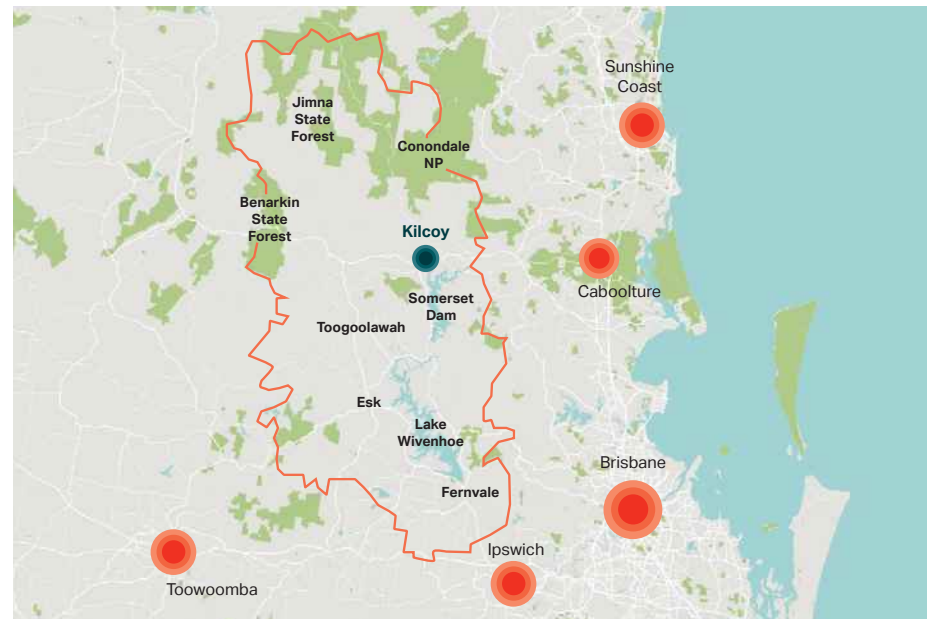 Sunshine
Coast
Jimna
State
Forest
Conondale
NP
Benarkin
State
Forest
Kilcoy
Caboolture
Somerset
Dam
Toogoolawah
Esk
Lake
Wivenhoe
Brisbane
Fernvale
Ipswich
Toowoomba